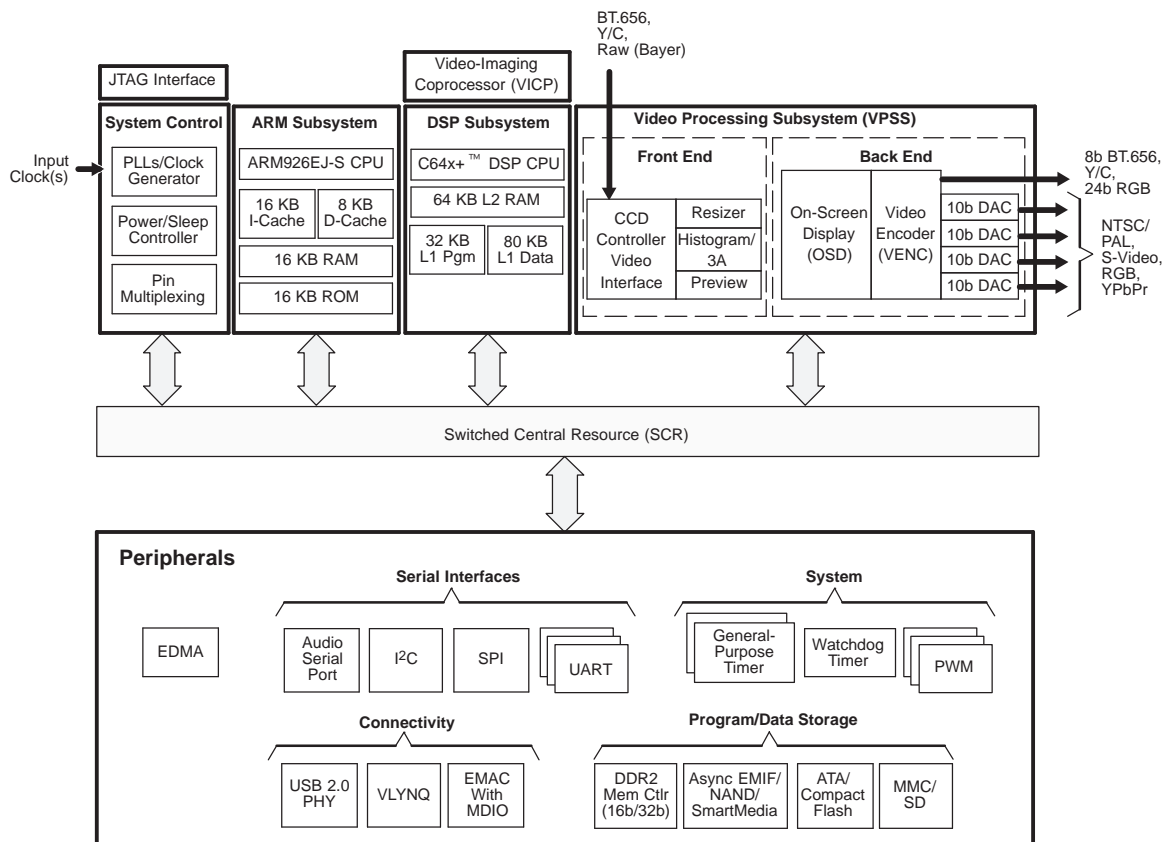 BT.656,
Y/C,
Raw (Bayer)
JTAG Interface
Video-Imaging
Coprocessor (VICP)
System Control
ARM Subsystem
DSP Subsystem
Video Processing Subsystem (VPSS)
Input
Clock(s)
PLLs/Clock
Generator
Power/Sleep
Controller
Pin
Multiplexing
ARM926EJ-S CPU
16 KB
I-Cache
8 KB
D-Cache
16 KB RAM
16 KB ROM
C64x+™ DSP CPU
64 KB L2 RAM
32 KB
L1 Pgm
80 KB
L1 Data
Front End
CCD
Controller
Video
Interface
Resizer
Histogram/
3A
Preview
Back End
On-Screen
Display
(OSD)
Video
Encoder
(VENC)
10b DAC
10b DAC
10b DAC
10b DAC
8b BT.656,
Y/C,
24b RGB
NTSC/
PAL,
S-Video,
RGB,
YPbPr
Switched Central Resource (SCR)
Peripherals
EDMA
Serial Interfaces
Audio
Serial
Port
I²C
SPI
UART
System
General-
Purpose
Timer
Watchdog
Timer
PWM
Connectivity
USB 2.0
PHY
VLYNQ
EMAC
With
MDIO
Program/Data Storage
DDR2
Mem Ctlr
(16b/32b)
Async EMIF/
NAND/
SmartMedia
ATA/
Compact
Flash
MMC/
SD